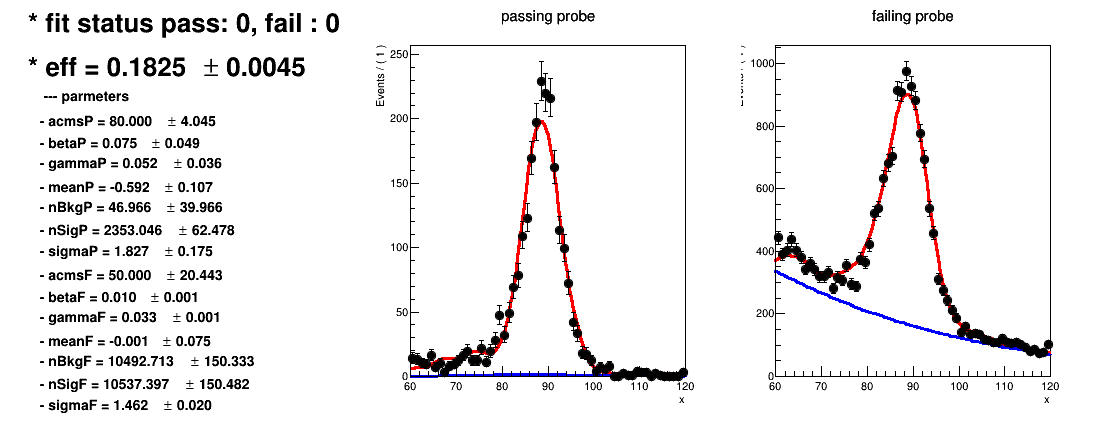 * fit status pass: 0, fail : 0
* eff = 0.1825 ± 0.0045
--- parmeters
- acmsP = 80.000 ± 4.045
- betaP = 0.075 ± 0.049
- gammaP = 0.052 ± 0.036
- meanP = -0.592 ± 0.107
- nBkgP = 46.966 ± 39.966
- nSigP = 2353.046 ± 62.478
- sigmaP = 1.827 ± 0.175
- acmsF = 50.000 ± 20.443
- betaF = 0.010 ± 0.001
- gammaF = 0.033 ± 0.001
- meanF = -0.001 ± 0.075
- nBkgF = 10492.713 ± 150.333
- nSigF = 10537.397 ± 150.482
- sigmaF = 1.462 ± 0.020
passing probe
Events / ( 1 )
250
200
150
100
50
0
60 70 80 90 100 110 120
x
failing probe
1000
800
600
400
200
0
60 70 80 90 100 110 120
x